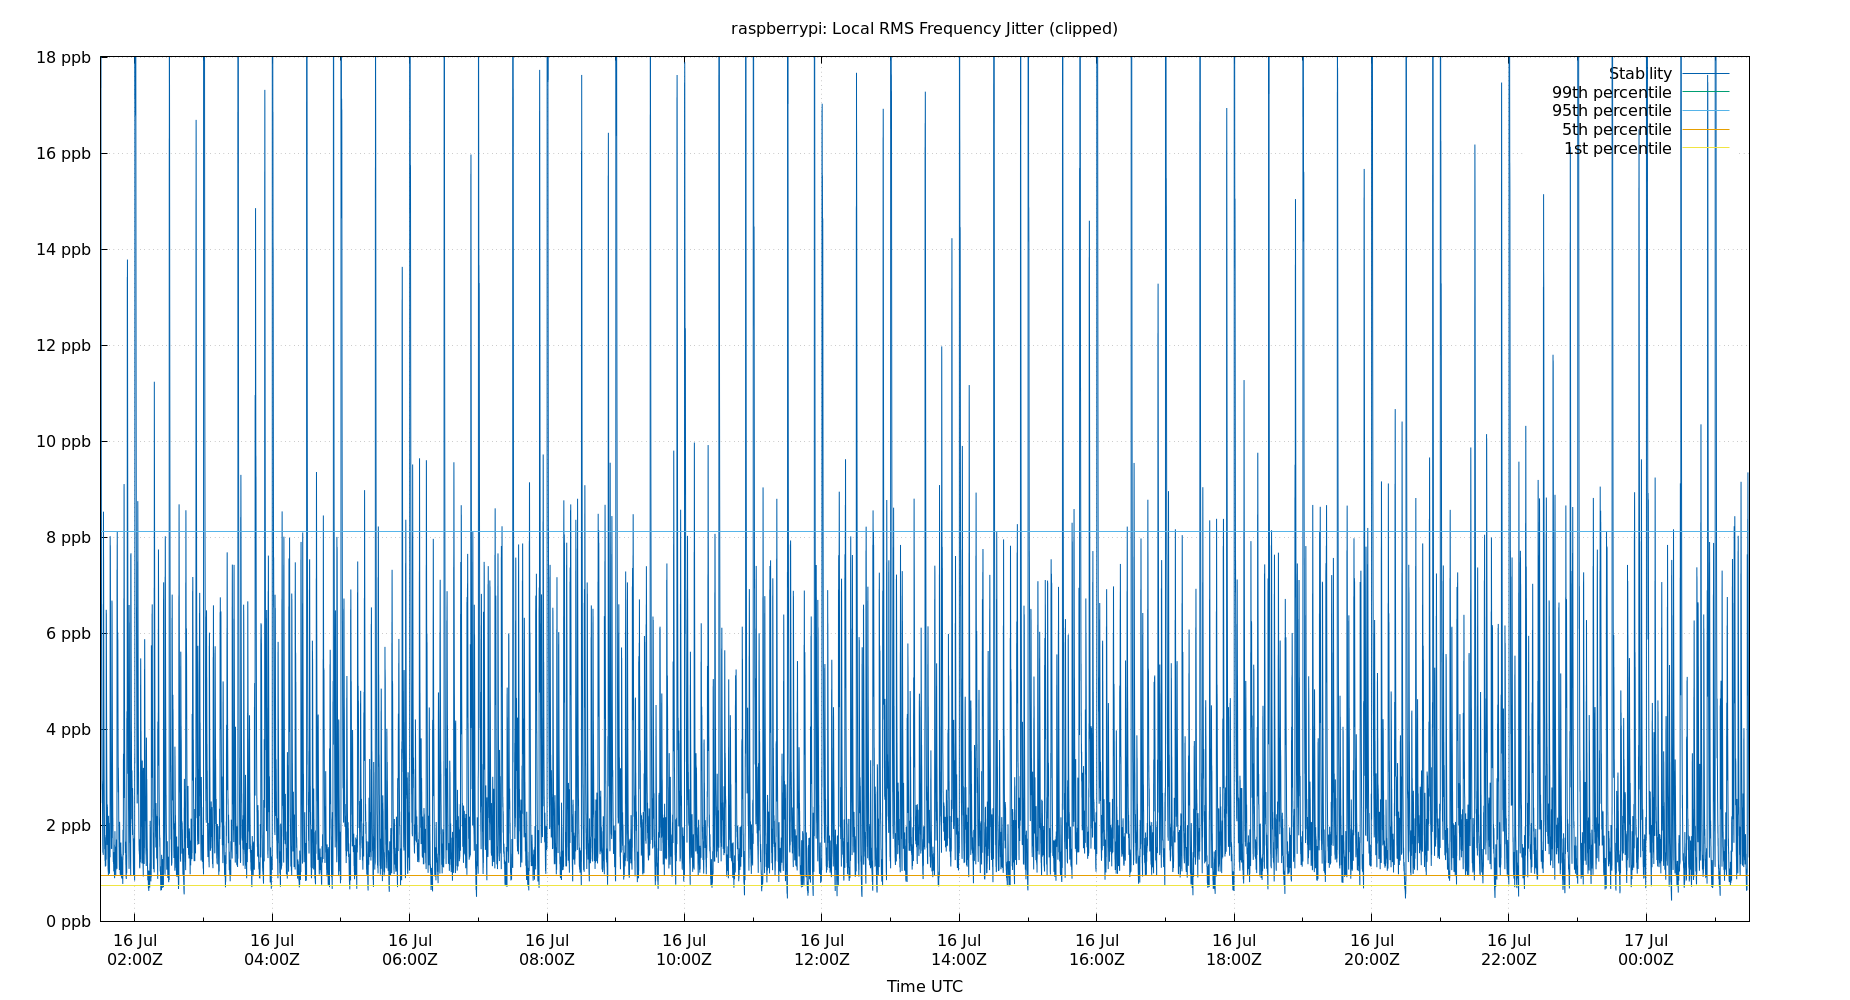 raspberrypi: Local RMS Frequency Jitter (clipped)
18 ppb
16 ppb
14 ppb
12 ppb
10 ppb
8 ppb
6 ppb
4 ppb
2 ppb
0 ppb
Stability
99th percentile
95th percentile
5th percentile
1st percentile
16 Jul 16 Jul 16 Jul 16 Jul 16 Jul 16 Jul 16 Jul 16 Jul 16 Jul 16 Jul 16 Jul 17 Jul
02:00Z 04:00Z 06:00Z 08:00Z 10:00Z 12:00Z 14:00Z 16:00Z 18:00Z 20:00Z 22:00Z 00:00Z
Time UTC